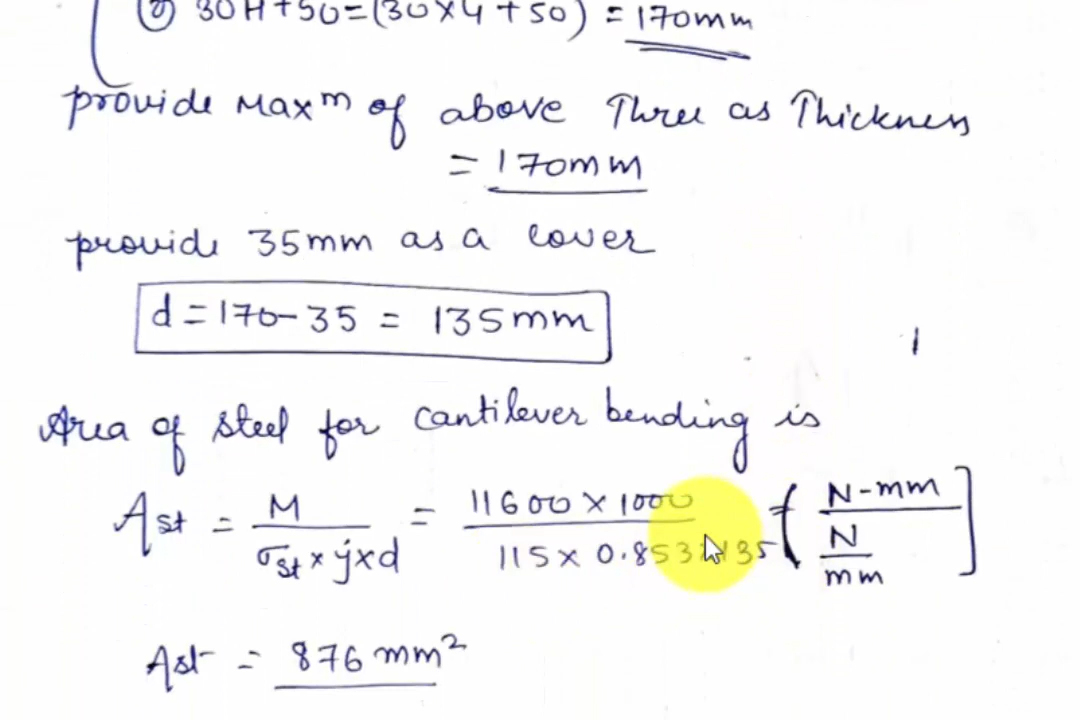 ③ 30H+50=(30×4+50) = 170mm
provide Maxᵐ of above Three as Thickness
= 170mm
provide 35mm as a cover
d = 170-35 = 135mm
Area of steel for cantilever bending is
Ast = M / σst × j × d = 11600 × 1000 / 115 × 0.853×135 = [N-mm / N/mm]
Ast = 876 mm²